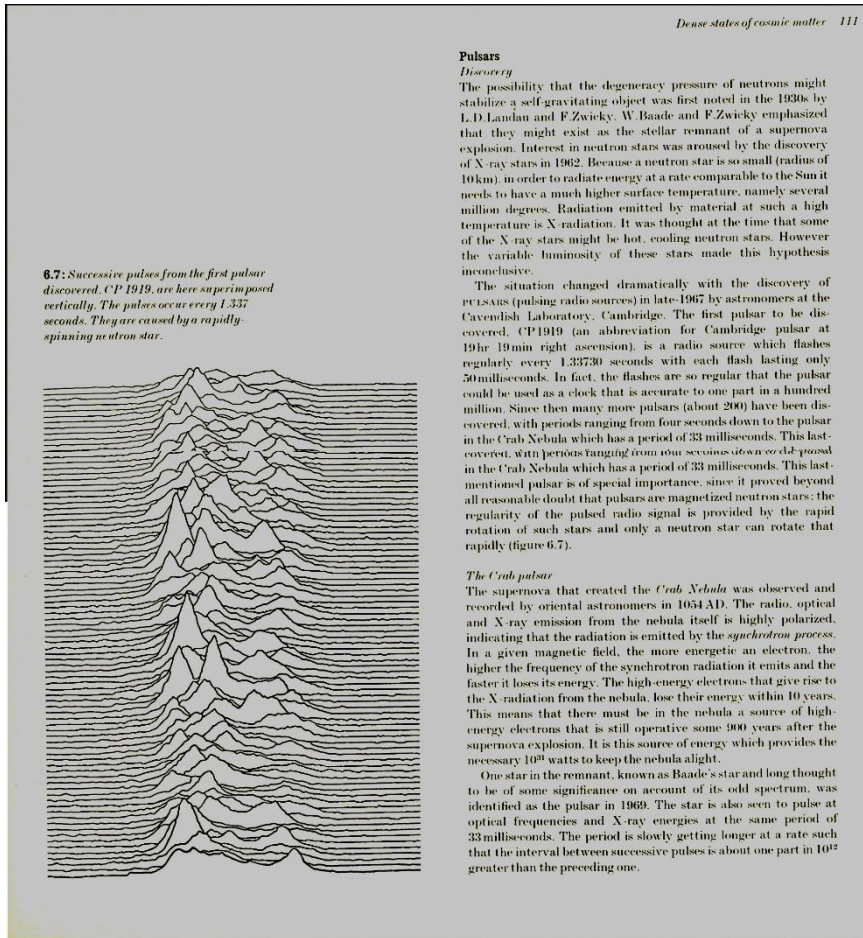 Dense states of cosmic matter 111
Pulsars
Discovery
The possibility that the degeneracy pressure of neutrons might
stabilize a self-gravitating object was first noted in the 1930s by
L.D.Landau and F.Zwicky. W.Baade and F.Zwicky emphasized
that they might exist as the stellar remnant of a supernova
explosion. Interest in neutron stars was aroused by the discovery
of X-ray stars in 1962. Because a neutron star is so small (radius of
10km), in order to radiate energy at a rate comparable to the Sun it
needs to have a much higher surface temperature, namely several
million degrees. Radiation emitted by material at such a high
temperature is X-radiation. It was thought at the time that some
of the X-ray stars might be hot, cooling neutron stars. However
the variable luminosity of these stars made this hypothesis
inconclusive.
The situation changed dramatically with the discovery of
PULSARS (pulsing radio sources) in late-1967 by astronomers at the
Cavendish Laboratory, Cambridge. The first pulsar to be dis-
covered, CP1919 (an abbreviation for Cambridge pulsar at
19hr 19min right ascension), is a radio source which flashes
regularly every 1.33730 seconds with each flash lasting only
50milliseconds. In fact, the flashes are so regular that the pulsar
could be used as a clock that is accurate to one part in a hundred
million. Since then many more pulsars (about 200) have been dis-
covered, with periods ranging from four seconds down to the pulsar
in the Crab Nebula which has a period of 33 milliseconds. This last-
covered, with periods ranging from four seconds down to
in the Crab Nebula which has a period of 33 milliseconds. This last-
mentioned pulsar is of special importance, since it proved beyond
all reasonable doubt that pulsars are magnetized neutron stars; the
regularity of the pulsed radio signal is provided by the rapid
rotation of such stars and only a neutron star can rotate that
rapidly (figure 6.7).
The Crab pulsar
The supernova that created the Crab Nebula was observed and
recorded by oriental astronomers in 1054 AD. The radio, optical
and X-ray emission from the nebula itself is highly polarized,
indicating that the radiation is emitted by the synchrotron process.
In a given magnetic field, the more energetic an electron, the
higher the frequency of the synchrotron radiation it emits and the
faster it loses its energy. The high-energy electrons that give rise to
the X-radiation from the nebula, lose their energy within 10 years.
This means that there must be in the nebula a source of high-
energy electrons that is still operative some 900 years after the
supernova explosion. It is this source of energy which provides the
necessary 10³¹ watts to keep the nebula alight.
One star in the remnant, known as Baade's star and long thought
to be of some significance on account of its odd spectrum, was
identified as the pulsar in 1969. The star is also seen to pulse at
optical frequencies and X-ray energies at the same period of
33milliseconds. The period is slowly getting longer at a rate such
that the interval between successive pulses is about one part in 10¹²
greater than the preceding one.
6.7: Successive pulses from the first pulsar
discovered, CP 1919, are here superimposed
vertically. The pulses occur every 1.337
seconds. They are caused by a rapidly-
spinning neutron star.